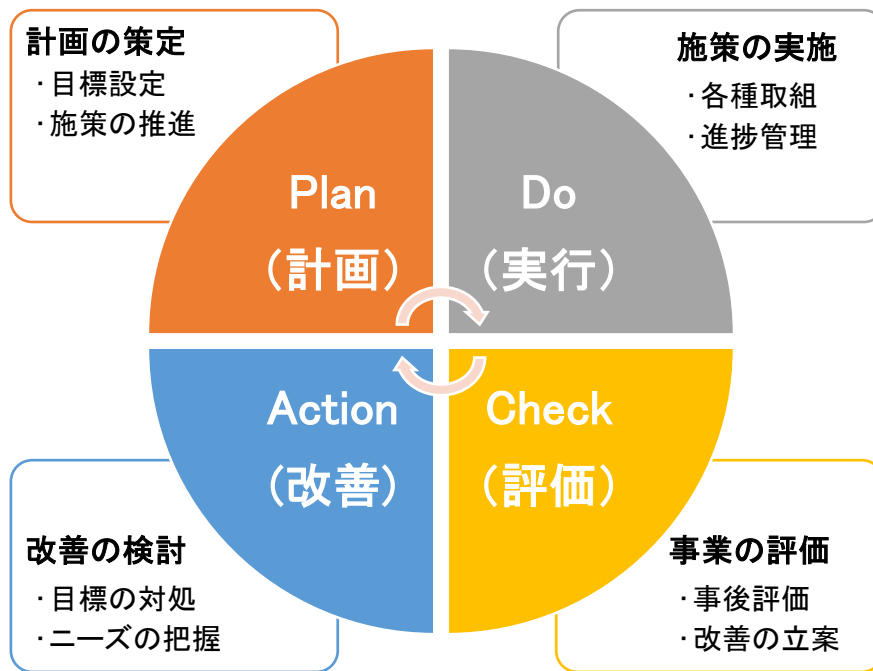 計画の策定
・目標設定
・施策の推進
施策の実施
・各種取組
・進捗管理
Plan
（計画）
Do
（実行）
Action
（改善）
Check
（評価）
改善の検討
・目標の対処
・ニーズの把握
事業の評価
・事後評価
・改善の立案